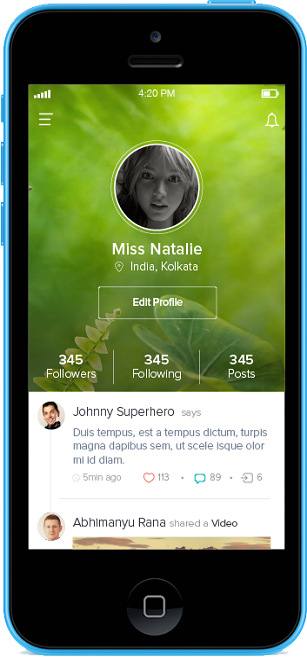 4:20 PM
Miss Natalie
India, Kolkata
Edit Profile
345 345 345
Followers Following Posts
Johnny Superhero says
Duis tempus, est a tempus dictum, turpis
magna dapibus sem, ut scele isque olor
mi id diam.
5min ago 113 89 6
Abhimanyu Rana shared a Video